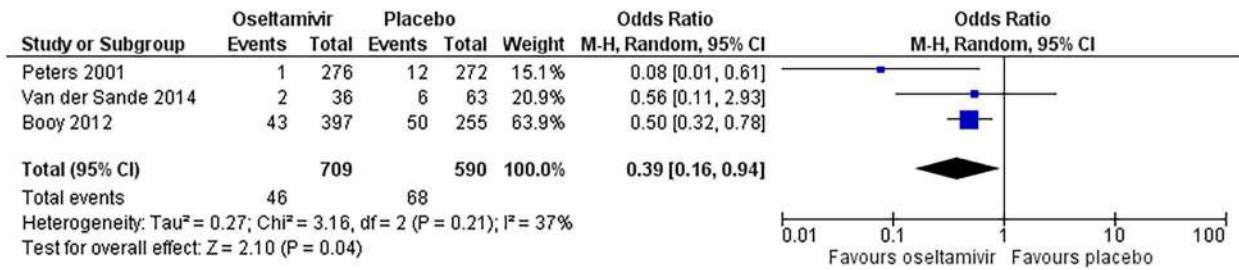 Oseltamivir Placebo Odds Ratio Odds Ratio
Study or Subgroup Events Total Events Total Weight M-H, Random, 95% CI M-H, Random, 95% CI
Peters 2001 1 276 12 272 15.1% 0.08 [0.01, 0.61]
Van der Sande 2014 2 36 6 63 20.9% 0.56 [0.11, 2.93]
Booy 2012 43 397 50 255 63.9% 0.50 [0.32, 0.78]
Total (95% CI) 709 590 100.0% 0.39 [0.16, 0.94]
Total events 46 68
Heterogeneity: Tau² = 0.27; Chi² = 3.16, df = 2 (P = 0.21); I² = 37%
Test for overall effect: Z = 2.10 (P = 0.04)
0.01 0.1 1 10 100
Favours oseltamivir Favours placebo